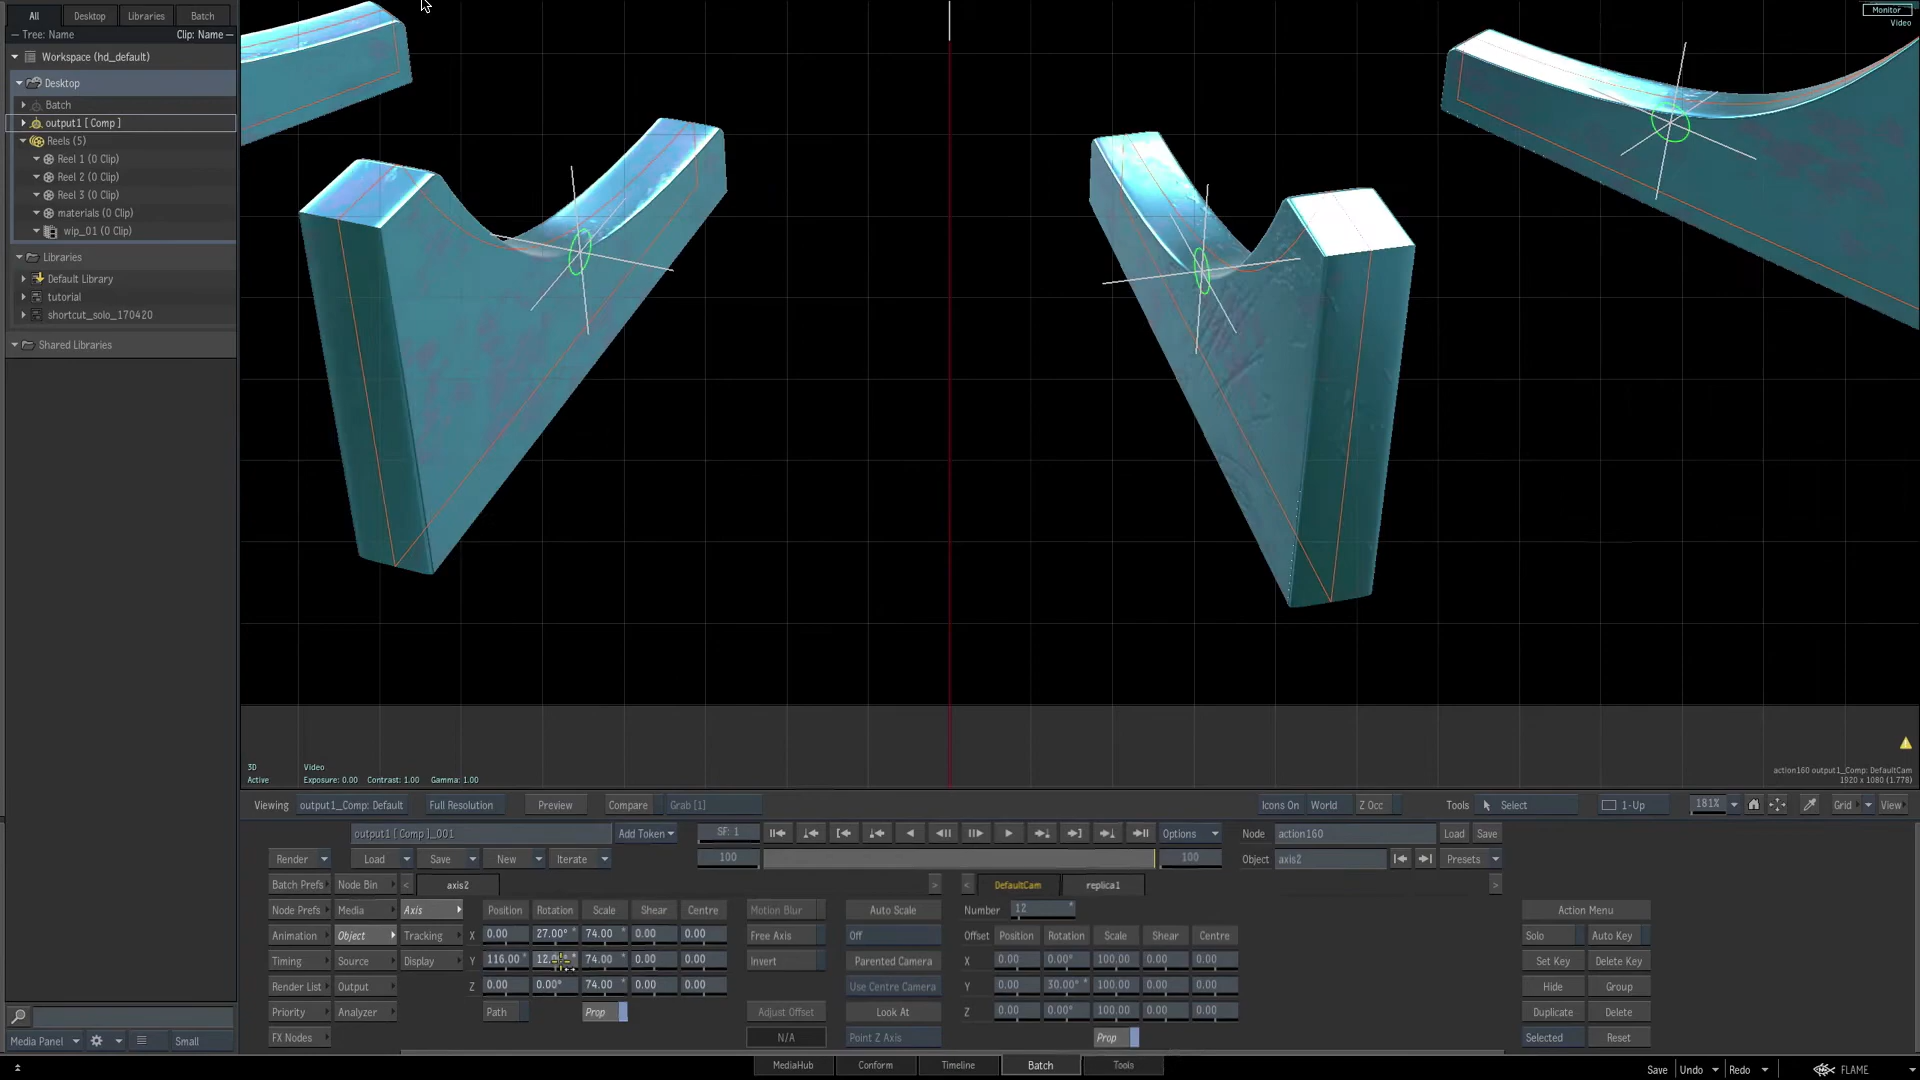 All Desktop Libraries Batch
Tree: Name Clip: Name
Workspace (hd_default)
Desktop
Batch
output1 [ Comp ]
Reels (5)
Reel 1 (0 Clip)
Reel 2 (0 Clip)
Reel 3 (0 Clip)
materials (0 Clip)
wip_01 (0 Clip)
Libraries
Default Library
tutorial
shortcut_solo_170420
Shared Libraries
Monitor
Video
3D Video
Active Exposure: 0.00 Contrast: 1.00 Gamma: 1.00
action160 output1_Comp: DefaultCam
1920 x 1080 (1.778)
Viewing output1_Comp: Default Full Resolution Preview Compare Grab [1] Icons On World Z Occ Tools Select 1-Up 181% Grid View
output1 [ Comp ]_001 Add Token SF: 1 Options Node action160 Load Save
Render Load Save New Iterate 100 100 Object axis2 Presets
Batch Prefs Node Bin < axis2 > < DefaultCam replica1 >
Node Prefs Media Axis Position Rotation Scale Shear Centre Motion Blur Auto Scale Number 12 Action Menu
Animation Object Tracking X 0.00 27.00° 74.00 0.00 0.00 Free Axis Off Offset Position Rotation Scale Shear Centre Solo Auto Key
Timing Source Display Y 116.00 74.00 0.00 0.00 Invert Parented Camera X 0.00 0.00° 100.00 0.00 0.00 Set Key Delete Key
Render List Output Z 0.00 0.00° 74.00 0.00 0.00 Use Centre Camera Y 0.00 30.00° 100.00 0.00 0.00 Hide Group
Priority Analyzer Path Prop Adjust Offset Look At Z 0.00 0.00° 100.00 0.00 0.00 Duplicate Delete
FX Nodes N/A Point Z Axis Prop Selected Reset
Media Panel Small
MediaHub Conform Timeline Batch Tools
Save Undo Redo FLAME